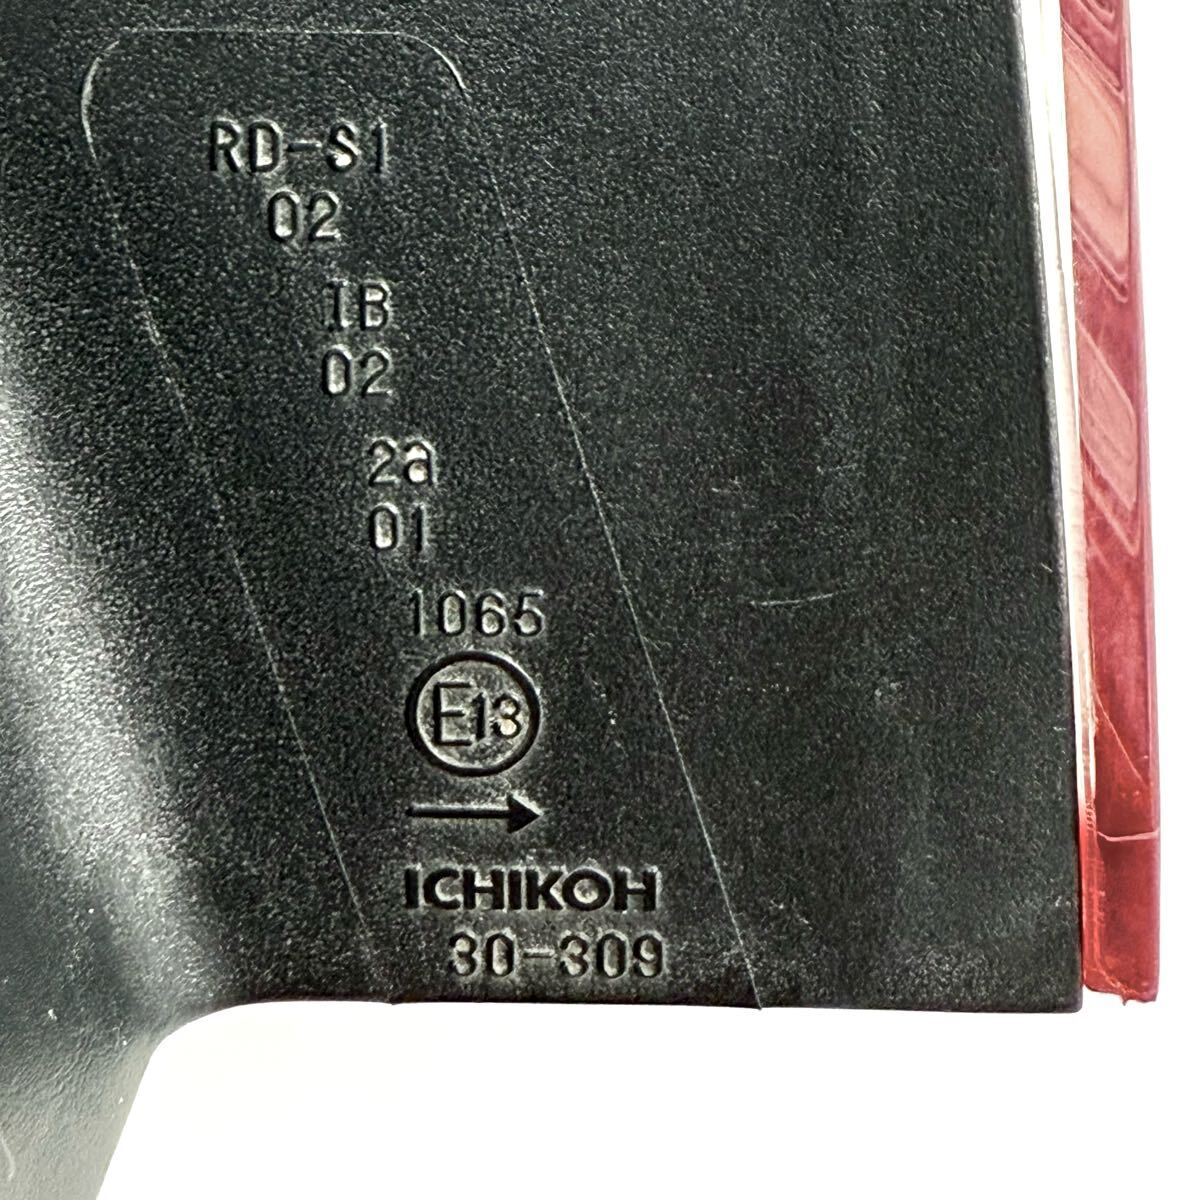 RD-S1
02
IB
02
2a
01
1065
E13
→
ICHIKOH
30-309